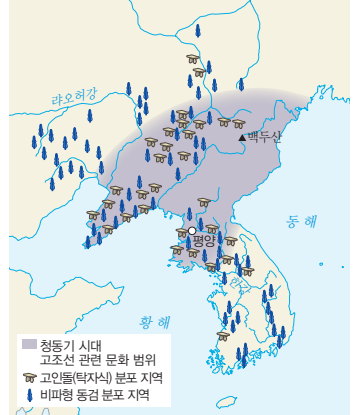 랴오허강
백두산
동해
평양
한강
황해
청동기 시대
고조선 관련 문화 범위
고인돌(탁자식) 분포 지역
비파형 동검 분포 지역